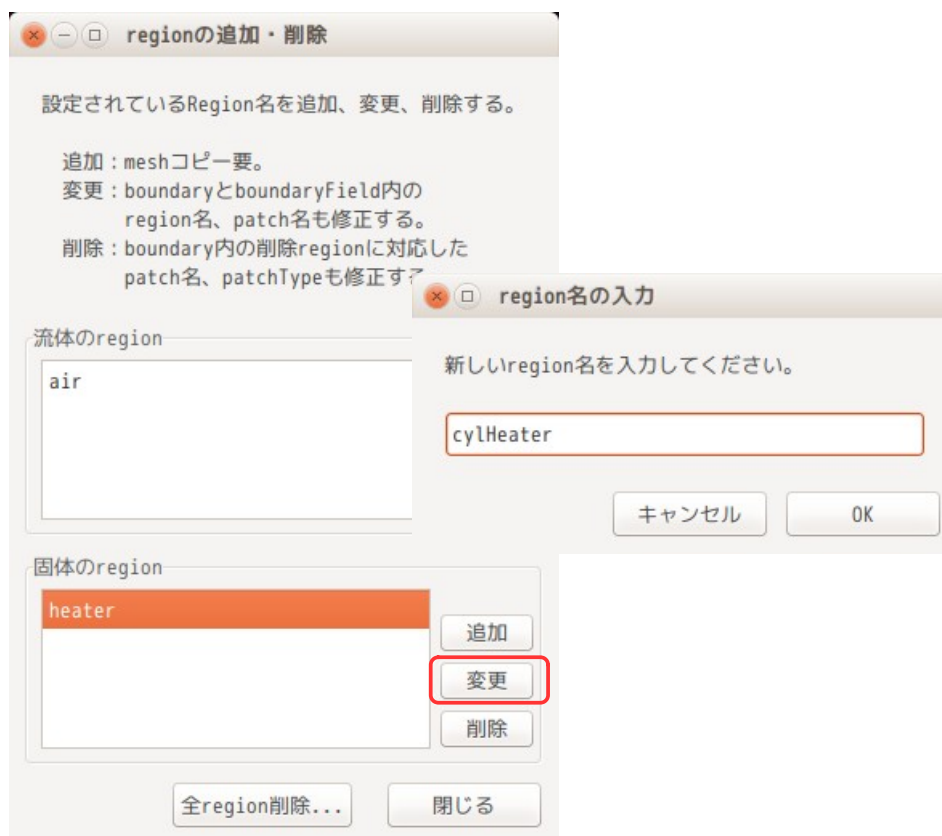 regionの追加・削除
設定されているRegion名を追加、変更、削除する。
追加：meshコピー要。
変更：boundaryとboundaryField内の
region名、patch名も修正する。
削除：boundary内の削除regionに対応した
patch名、patchTypeも修正す
流体のregion
air
region名の入力
新しいregion名を入力してください。
cylHeater
キャンセル
OK
固体のregion
heater
追加
変更
削除
全region削除...
閉じる